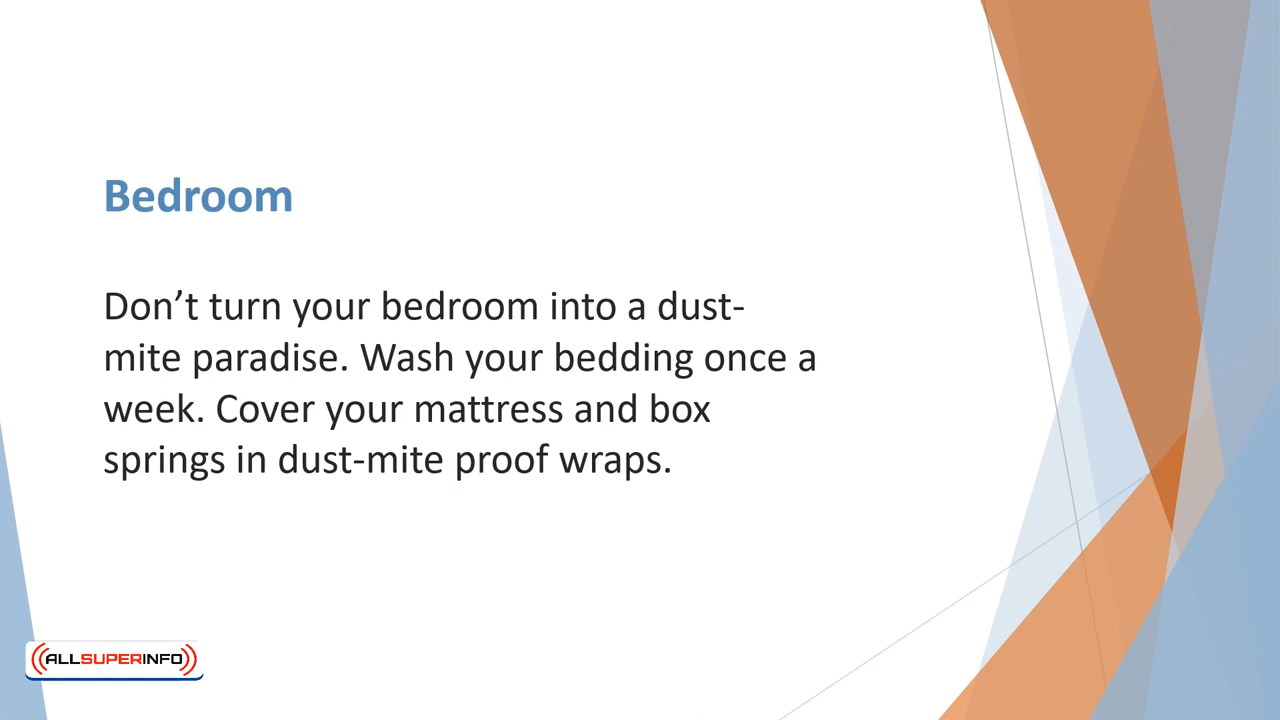 Bedroom
Don’t turn your bedroom into a dust-
mite paradise. Wash your bedding once a
week. Cover your mattress and box
springs in dust-mite proof wraps.
ALLSUPERINFO